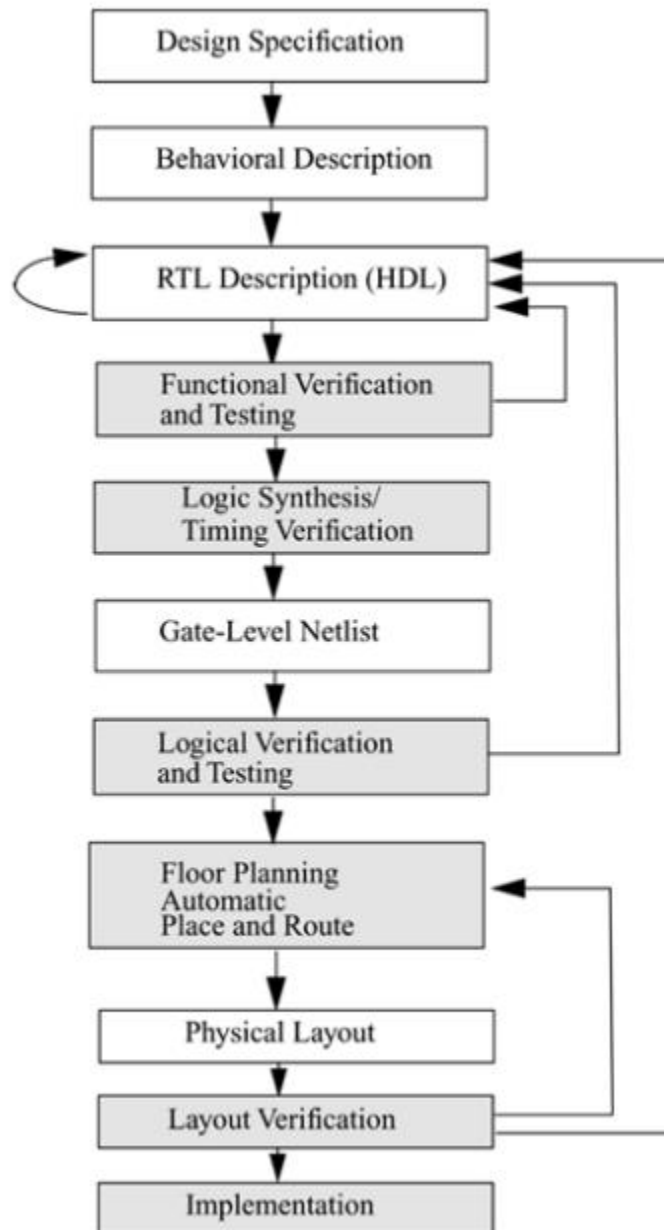 Design Specification
Behavioral Description
RTL Description (HDL)
Functional Verification
and Testing
Logic Synthesis/
Timing Verification
Gate-Level Netlist
Logical Verification
and Testing
Floor Planning
Automatic
Place and Route
Physical Layout
Layout Verification
Implementation